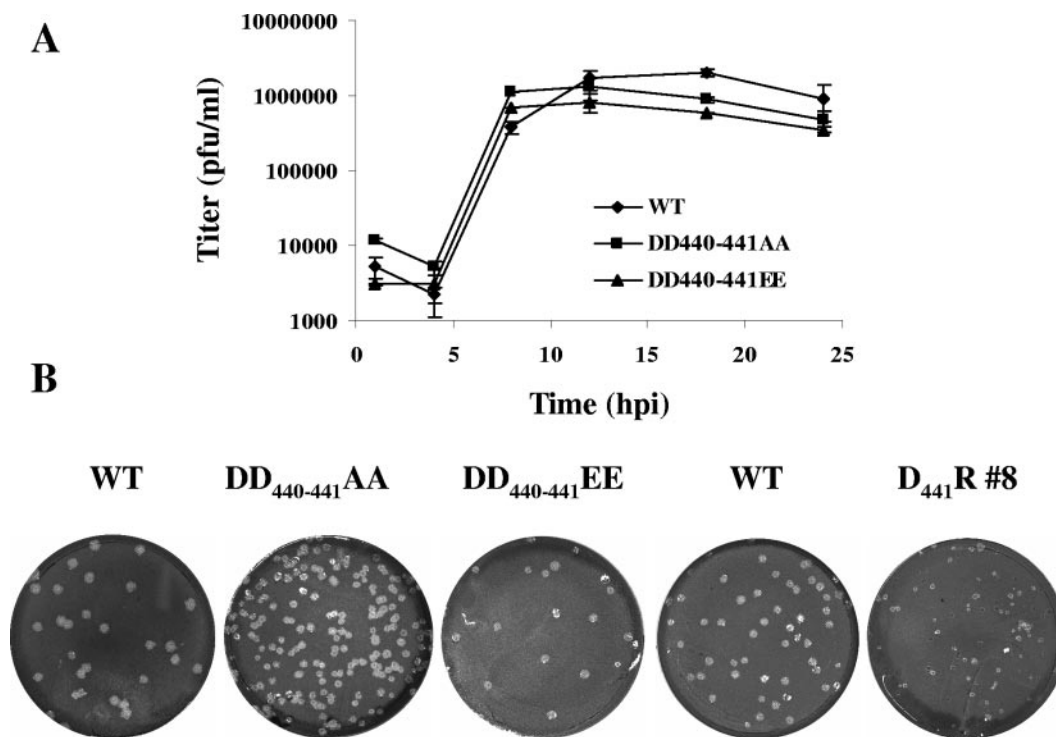 A
10000000
1000000
100000
10000
1000
Titer (pfu/ml)
WT
DD440-441AA
DD440-441EE
0 5 10 15 20 25
Time (hpi)
B
WT DD440-441AA DD440-441EE WT D441R #8